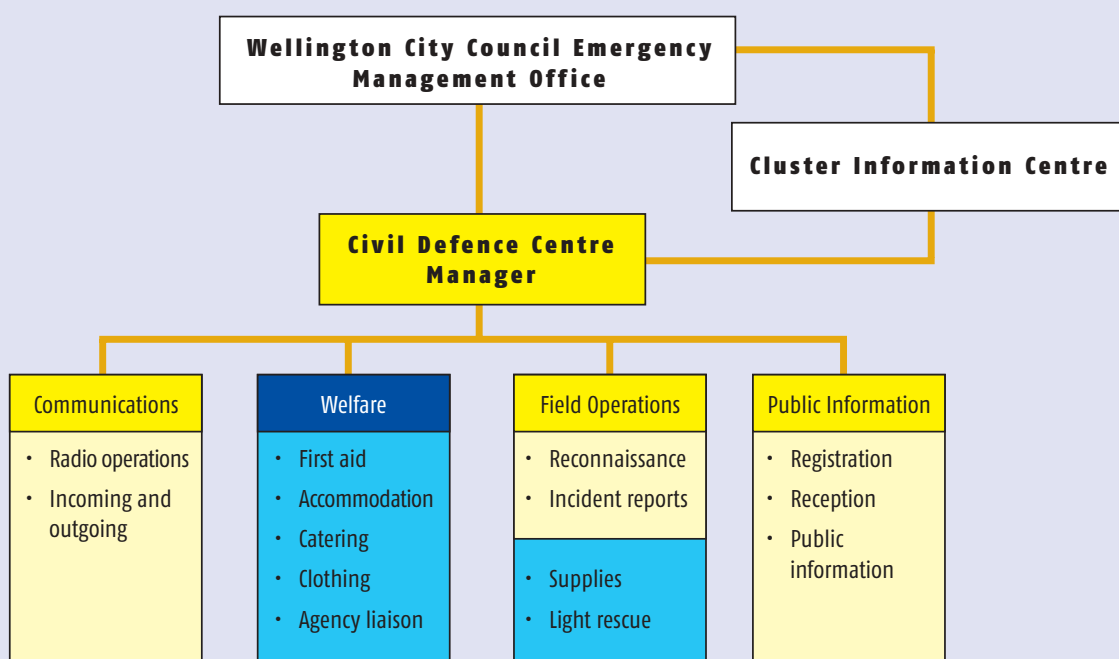 Wellington City Council Emergency
Management Office
Cluster Information Centre
Civil Defence Centre
Manager
Communications
• Radio operations
• Incoming and
outgoing
Welfare
• First aid
• Accommodation
• Catering
• Clothing
• Agency liaison
Field Operations
• Reconnaissance
• Incident reports
• Supplies
• Light rescue
Public Information
• Registration
• Reception
• Public
information